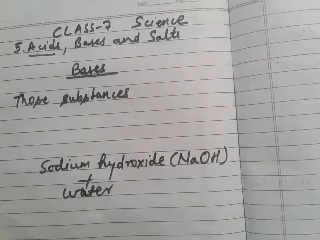 CLASS-7 Science
5. Acids, Bases and Salts
Bases
Those substances
Sodium hydroxide (NaOH)
+
water